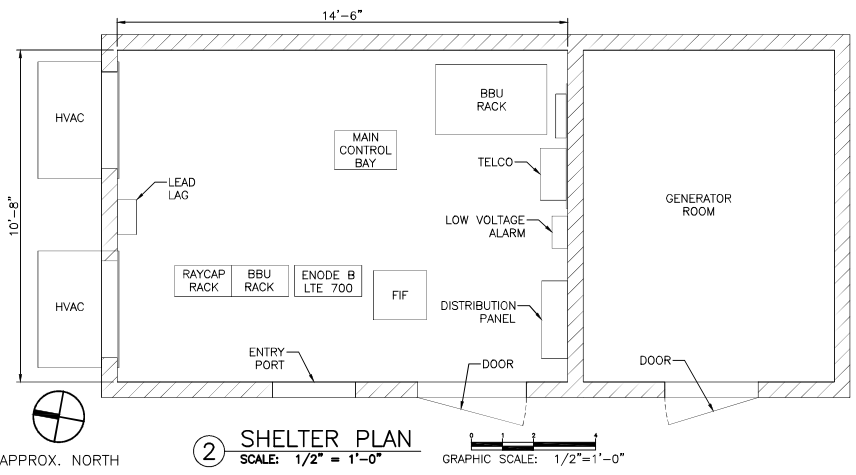 14'-6"
BBU
RACK
HVAC
MAIN
CONTROL
BAY
TELCO
LEAD
LAG
GENERATOR
ROOM
10'-8"
LOW VOLTAGE
ALARM
RAYCAP
RACK
BBU
RACK
ENODE B
LTE 700
FIF
HVAC
DISTRIBUTION
PANEL
ENTRY
PORT
DOOR
DOOR
APPROX. NORTH
2
SHELTER PLAN
SCALE: 1/2" = 1'-0"
0 1 2 4
GRAPHIC SCALE: 1/2"=1'-0"